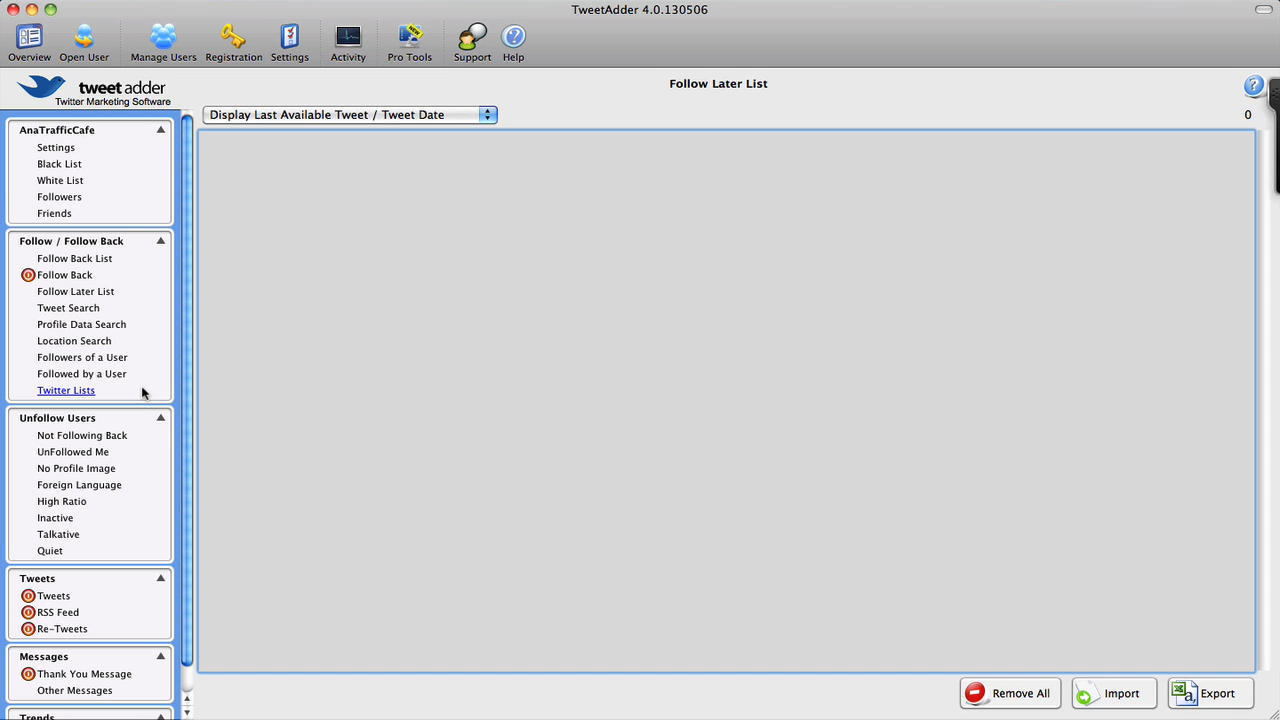 TweetAdder 4.0.130506
Overview Open User Manage Users Registration Settings Activity Pro Tools Support Help
tweet adder
Twitter Marketing Software
Follow Later List
Display Last Available Tweet / Tweet Date
0
AnaTrafficCafe
Settings
Black List
White List
Followers
Friends
Follow / Follow Back
Follow Back List
Follow Back
Follow Later List
Tweet Search
Profile Data Search
Location Search
Followers of a User
Followed by a User
Twitter Lists
Unfollow Users
Not Following Back
UnFollowed Me
No Profile Image
Foreign Language
High Ratio
Inactive
Talkative
Quiet
Tweets
Tweets
RSS Feed
Re-Tweets
Messages
Thank You Message
Other Messages
Trends
Remove All Import Export